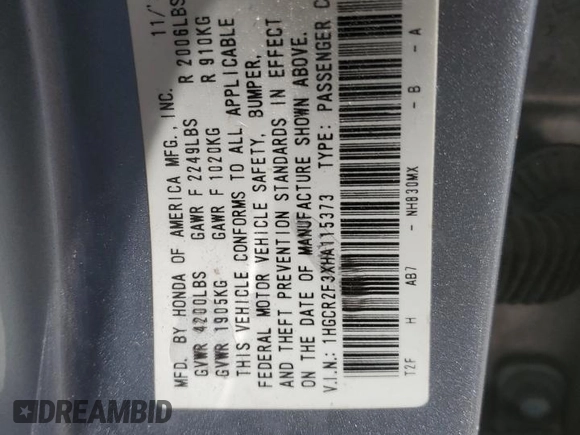 MFD. BY HONDA OF AMERICA MFG., INC. 11/
GVWR 4200LBS GAWR F 2249LBS R 2006LBS
GVWR 1905KG GAWR F 1020KG R 910KG
THIS VEHICLE CONFORMS TO ALL APPLICABLE
FEDERAL MOTOR VEHICLE SAFETY, BUMPER,
AND THEFT PREVENTION STANDARDS IN EFFECT
ON THE DATE OF MANUFACTURE SHOWN ABOVE.
V.I.N.: 1HGCR2F3XHA115373 TYPE: PASSENGER C
T2F H AB7 - NH830MX - B - A
DREAMBID